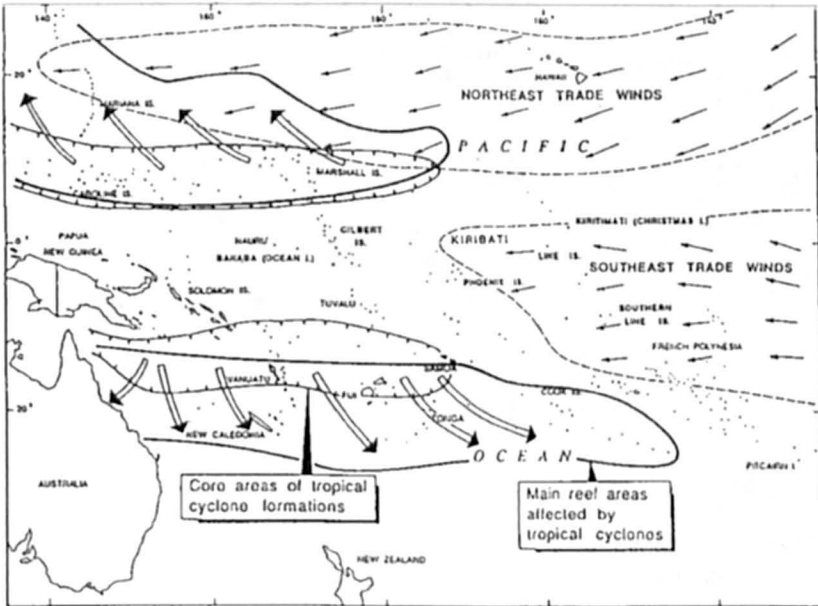 140° 160° 180 160° 140°
20°
HAWAII
MARIANA IS.
NORTHEAST TRADE WINDS
PACIFIC
MARSHALL IS.
CAROLINE IS.
KIRITIMATI (CHRISTMAS I.)
GILBERT
IS.
PAPUA
NEW GUINEA
0°
NAURU
BANABA (OCEAN I.)
KIRIBATI
LINE IS.
SOUTHEAST TRADE WINDS
PHOENIX IS.
SOLOMON IS.
TUVALU
SOUTHERN
LINE IS.
FRENCH POLYNESIA
SAMOA
VANUATU
FIJI
COOK IS.
20°
TONGA
NEW CALEDONIA
OCEAN
PITCAIRN I.
AUSTRALIA
Core areas of tropical
cyclone formations
Main reef areas
affected by
tropical cyclones
NEW ZEALAND